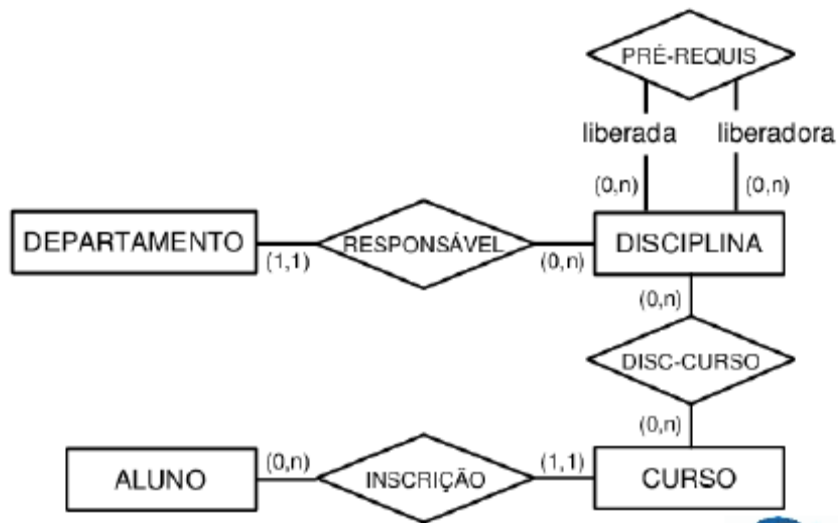 PRÉ-REQUIS
liberada liberadora
(0,n) (0,n)
DEPARTAMENTO RESPONSÁVEL DISCIPLINA
(1,1) (0,n)
(0,n)
DISC-CURSO
(0,n)
(0,n) (1,1)
ALUNO INSCRIÇÃO CURSO